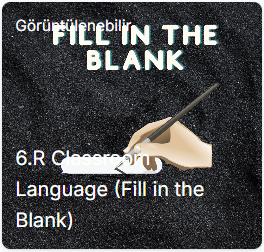 Görüntülenebilir
FILL IN THE
BLANK
6.R Classroom
Language (Fill in the
Blank)